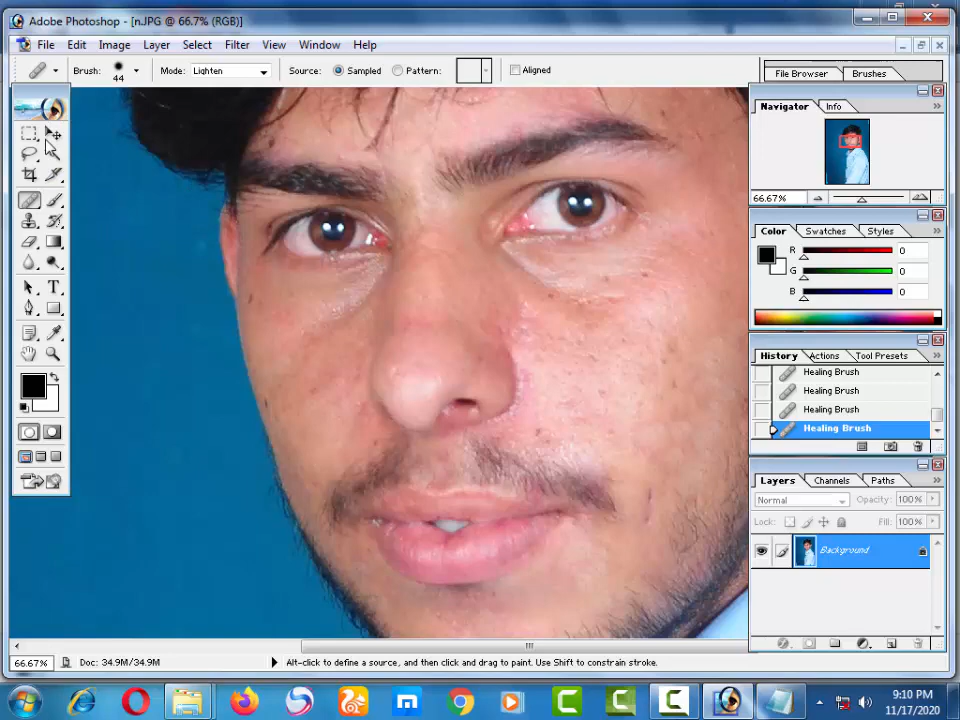 Adobe Photoshop - [n.JPG @ 66.7% (RGB)]
File Edit Image Layer Select Filter View Window Help
Brush: 44 Mode: Lighten Source: Sampled Pattern: Aligned
File Browser Brushes
Navigator Info
66.67%
Color Swatches Styles
R 0
G 0
B 0
History Actions Tool Presets
Healing Brush
Healing Brush
Healing Brush
Healing Brush
Layers Channels Paths
Normal Opacity: 100%
Lock: Fill: 100%
Background
66.67% Doc: 34.9M/34.9M Alt-click to define a source, and then click and drag to paint. Use Shift to constrain stroke.
9:10 PM
11/17/2020